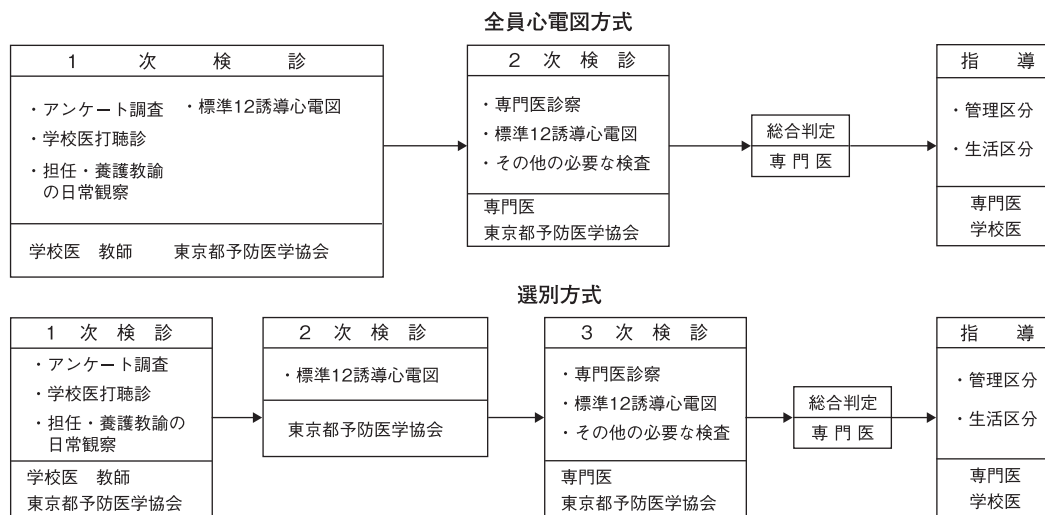 全員心電図方式
1 次 検 診
・アンケート調査 ・標準12誘導心電図
・学校医打聴診
・担任・養護教諭
の日常観察
学校医 教師 東京都予防医学協会
2 次 検 診
・専門医診察
・標準12誘導心電図
・その他の必要な検査
専門医
東京都予防医学協会
総合判定
専 門 医
指 導
・管理区分
・生活区分
専門医
学校医
選別方式
1 次 検 診
・アンケート調査
・学校医打聴診
・担任・養護教諭の
日常観察
学校医 教師
東京都予防医学協会
2 次 検 診
・標準12誘導心電図
東京都予防医学協会
3 次 検 診
・専門医診察
・標準12誘導心電図
・その他の必要な検査
専門医
東京都予防医学協会
総合判定
専 門 医
指 導
・管理区分
・生活区分
専門医
学校医